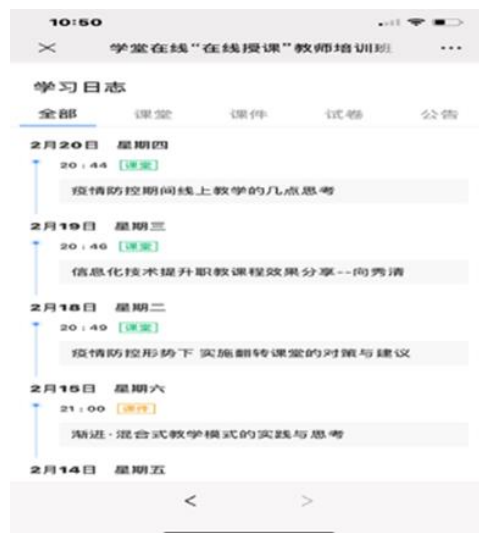 10:50
学堂在线“在线授课”教师培训班
学习日志
全部 课堂 课件 试卷 公告
2月20日 星期四
20:44 [课堂]
疫情防控期间线上教学的几点思考
2月19日 星期三
20:46 [课堂]
信息化技术提升职教课程效果分享--向秀清
2月18日 星期二
20:49 [课堂]
疫情防控形势下 实施翻转课堂的对策与建议
2月15日 星期六
21:00 [课件]
渐进·混合式教学模式的实践与思考
2月14日 星期五